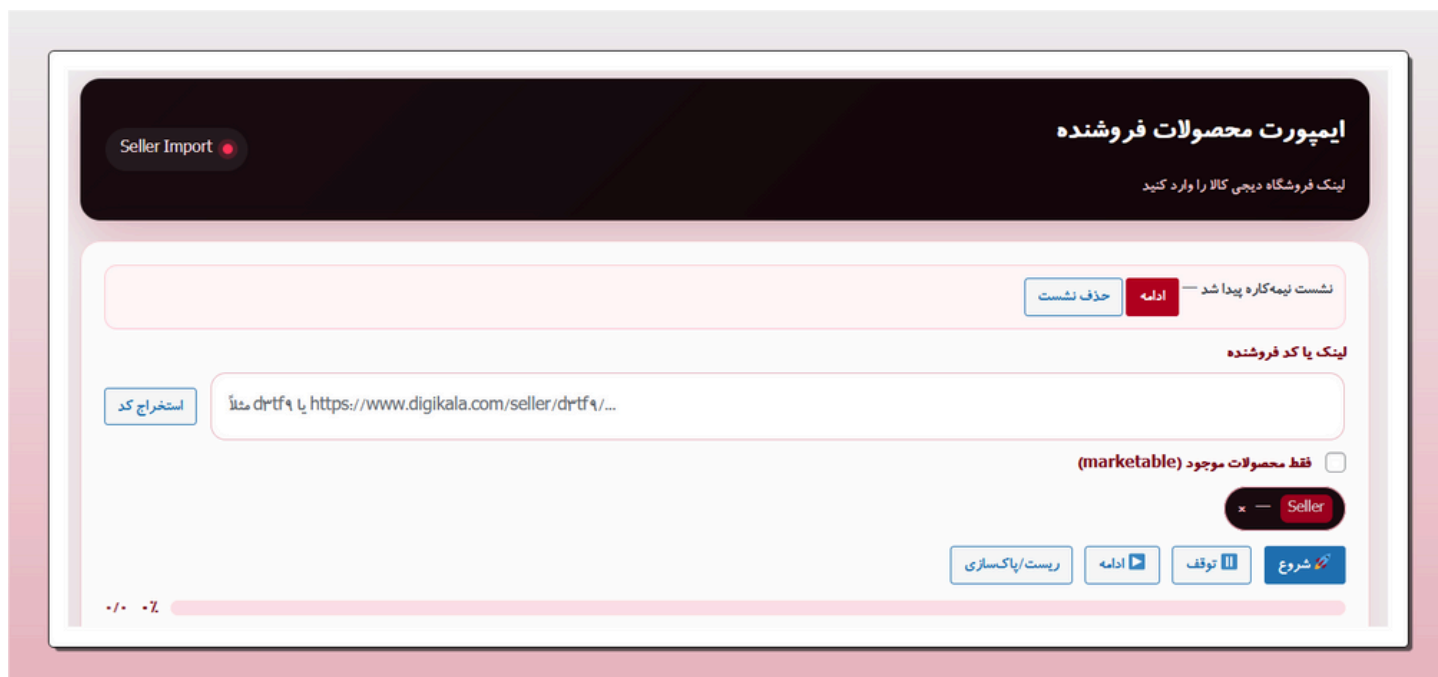 ایمپورت محصولات فروشنده
Seller Import
لینک فروشگاه دیجی کالا را وارد کنید
نشست نیمه‌کاره پیدا شد — ادامه حذف نشست
لینک یا کد فروشنده
مثلاً d۳tf۹ یا https://www.digikala.com/seller/d۳tf۹/...
استخراج کد
فقط محصولات موجود (marketable)
Seller — ×
شروع توقف ادامه ریست/پاک‌سازی
۰٪ ۰/۰